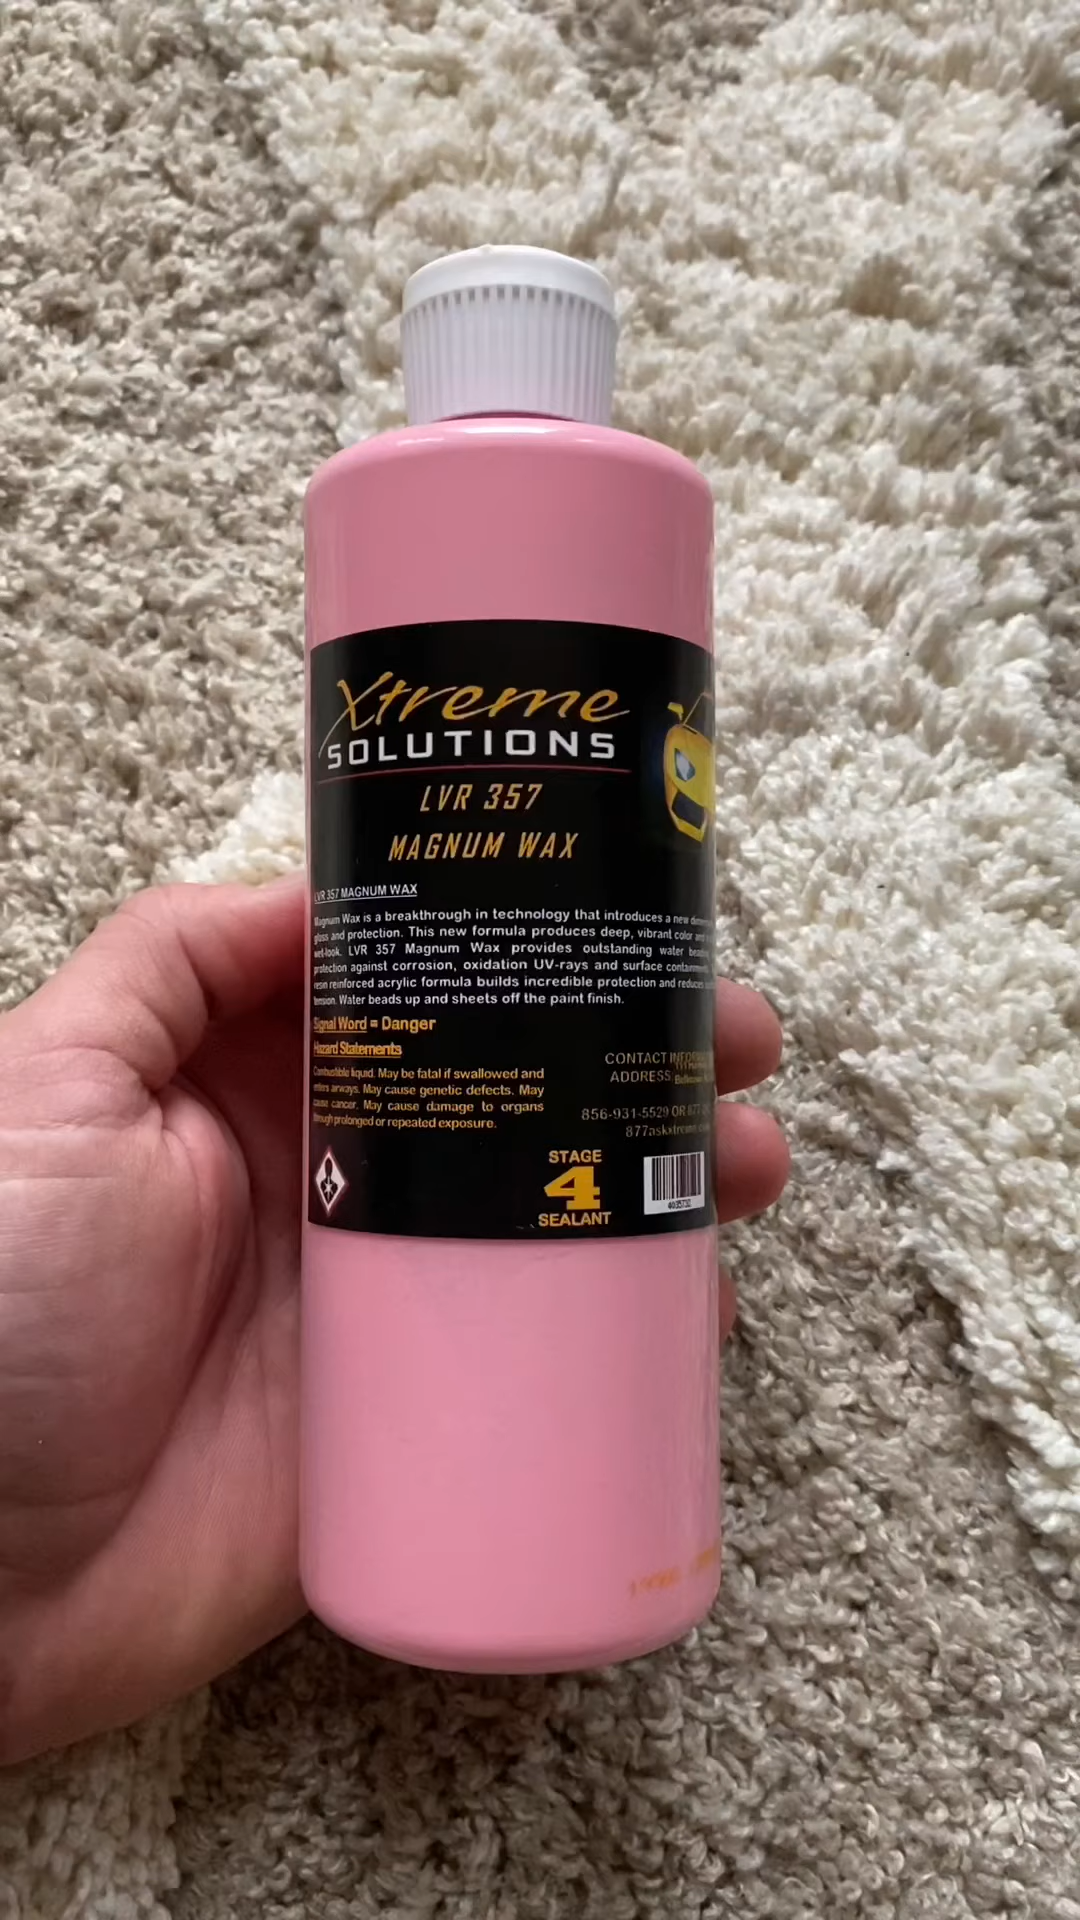 Xtreme
SOLUTIONS
LVR 357
MAGNUM WAX
LVR 357 MAGNUM WAX
Magnum Wax is a breakthrough in technology that introduces a new
gloss and protection. This new formula produces deep, vibrant color and
wet-look. LVR 357 Magnum Wax provides outstanding water
protection against corrosion, oxidation UV-rays and surface
resin reinforced acrylic formula builds incredible protection and reduces
tension. Water beads up and sheets off the paint finish.
Signal Word = Danger
Hazard Statements
Combustible liquid. May be fatal if swallowed and
enters airways. May cause genetic defects. May
cause cancer. May cause damage to organs
through prolonged or repeated exposure.
CONTACT
ADDRESS:
856-931-5529 OR 877
877askxtreme
STAGE
4
SEALANT